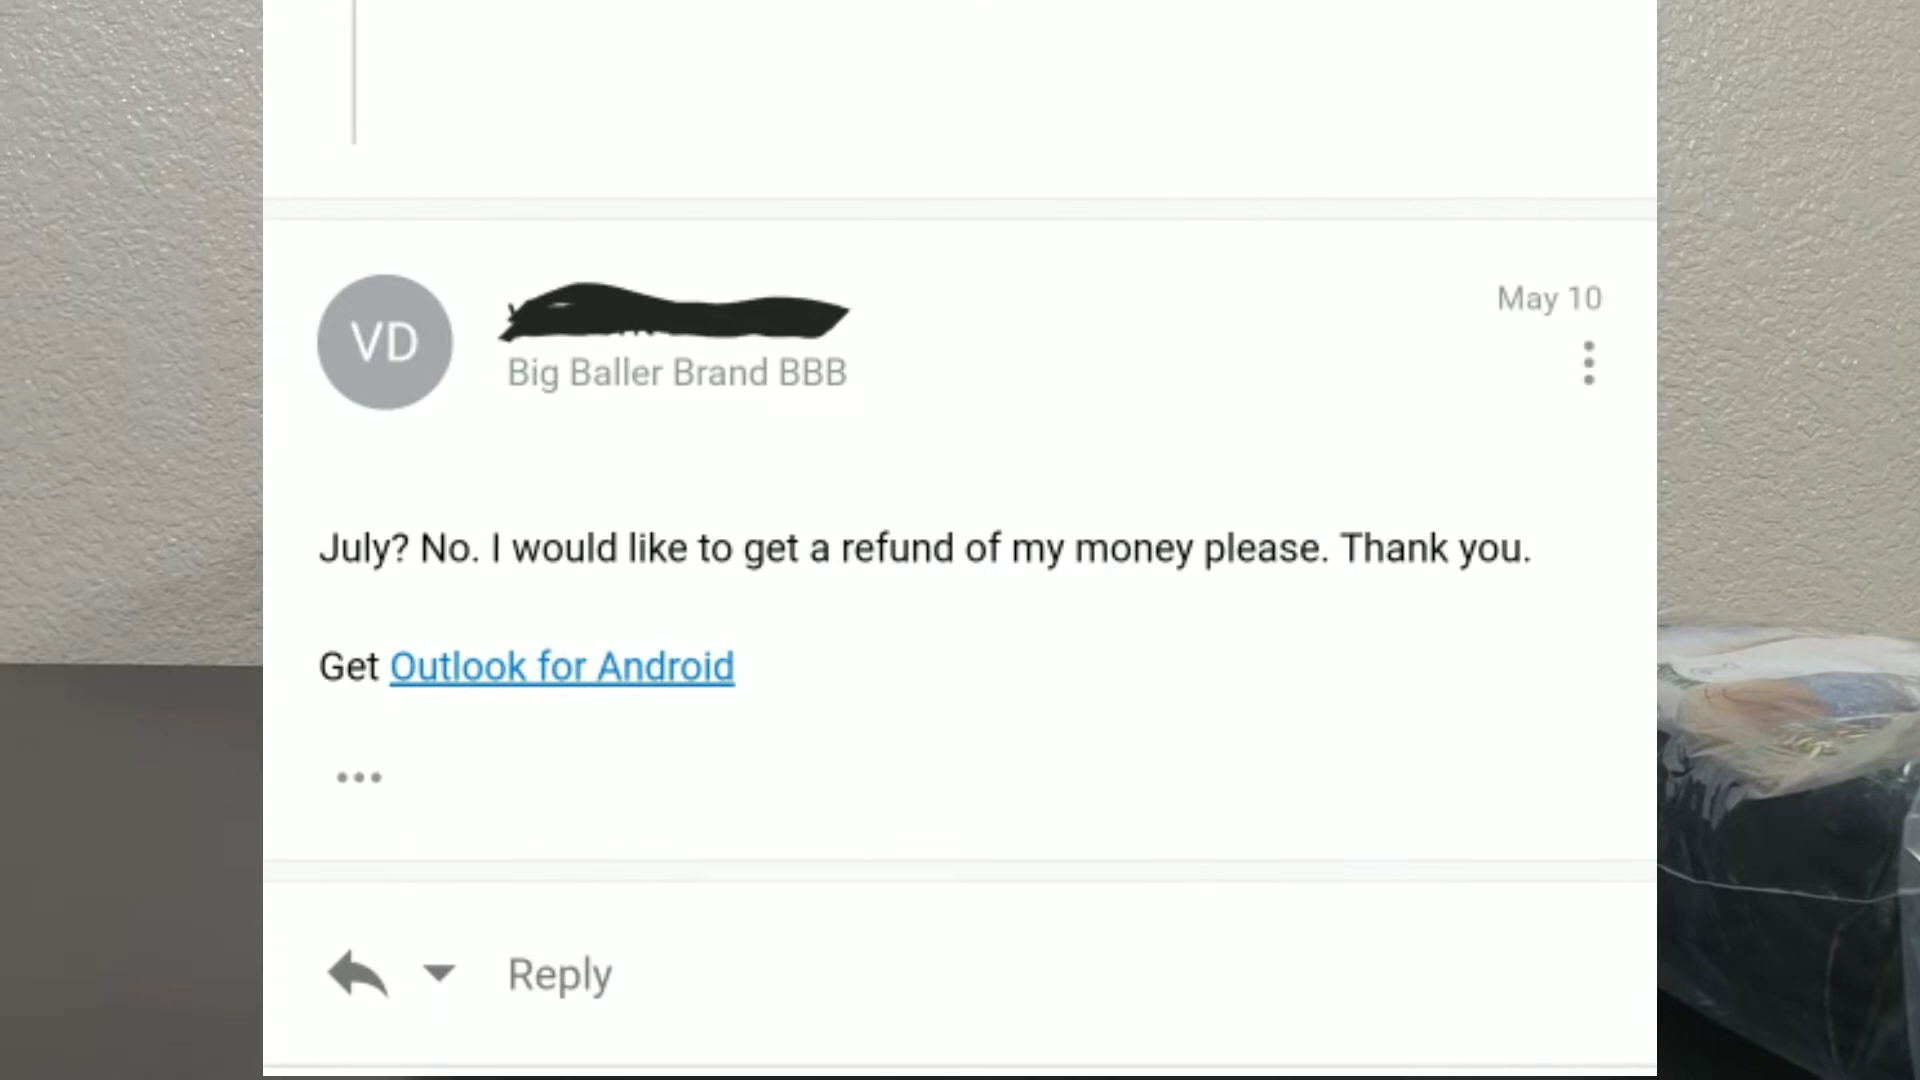 VD
May 10
Big Baller Brand BBB
July? No. I would like to get a refund of my money please. Thank you.
Get Outlook for Android
Reply